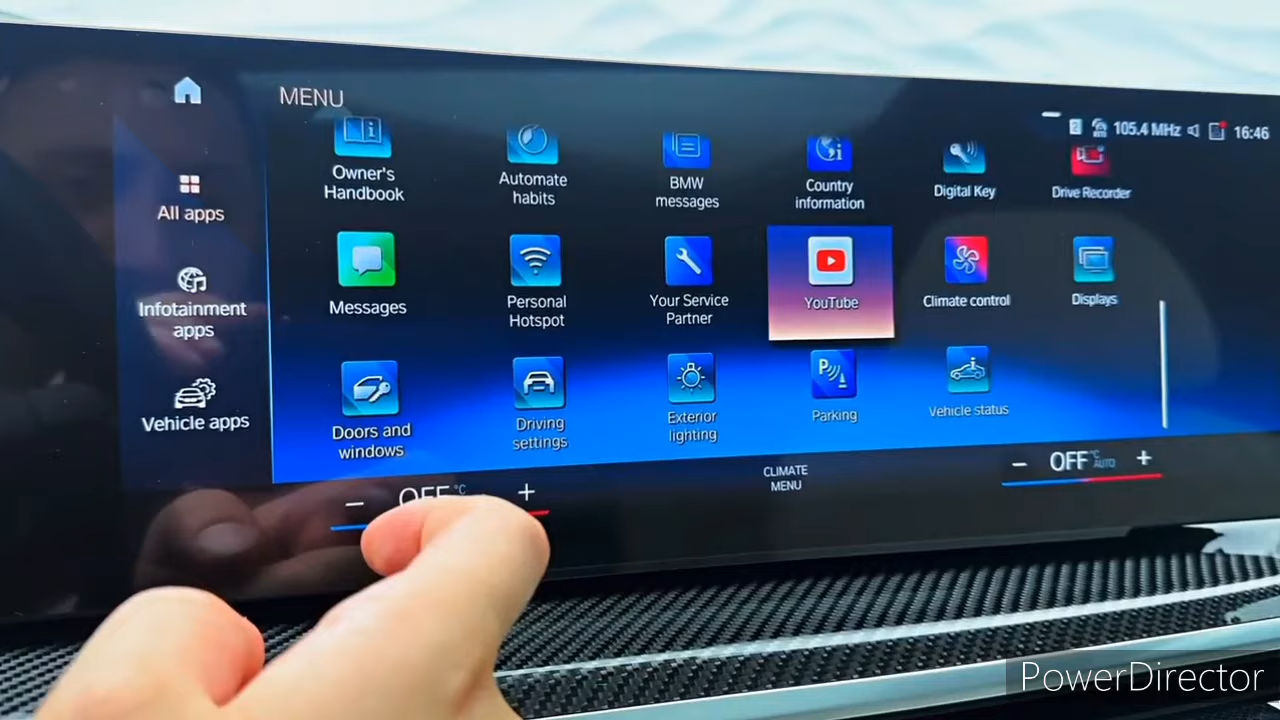 MENU
105.4 MHz
16:46
Owner's
Handbook
Automate
habits
BMW
messages
Country
information
Digital Key
Drive Recorder
All apps
Messages
Personal
Hotspot
Your Service
Partner
YouTube
Climate control
Displays
Infotainment
apps
Doors and
windows
Driving
settings
Exterior
lighting
P
Parking
Vehicle status
Vehicle apps
− OFF °C +
CLIMATE
MENU
− OFF °C AUTO +
PowerDirector